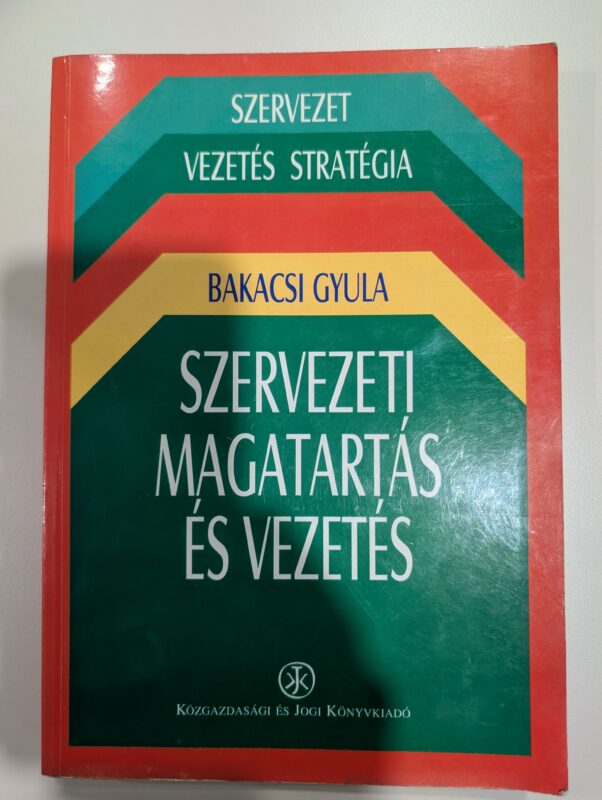 SZERVEZET
VEZETÉS STRATÉGIA
BAKACSI GYULA
SZERVEZETI
MAGATARTÁS
ÉS VEZETÉS
KÖZGAZDASÁGI ÉS JOGI KÖNYVKIADÓ